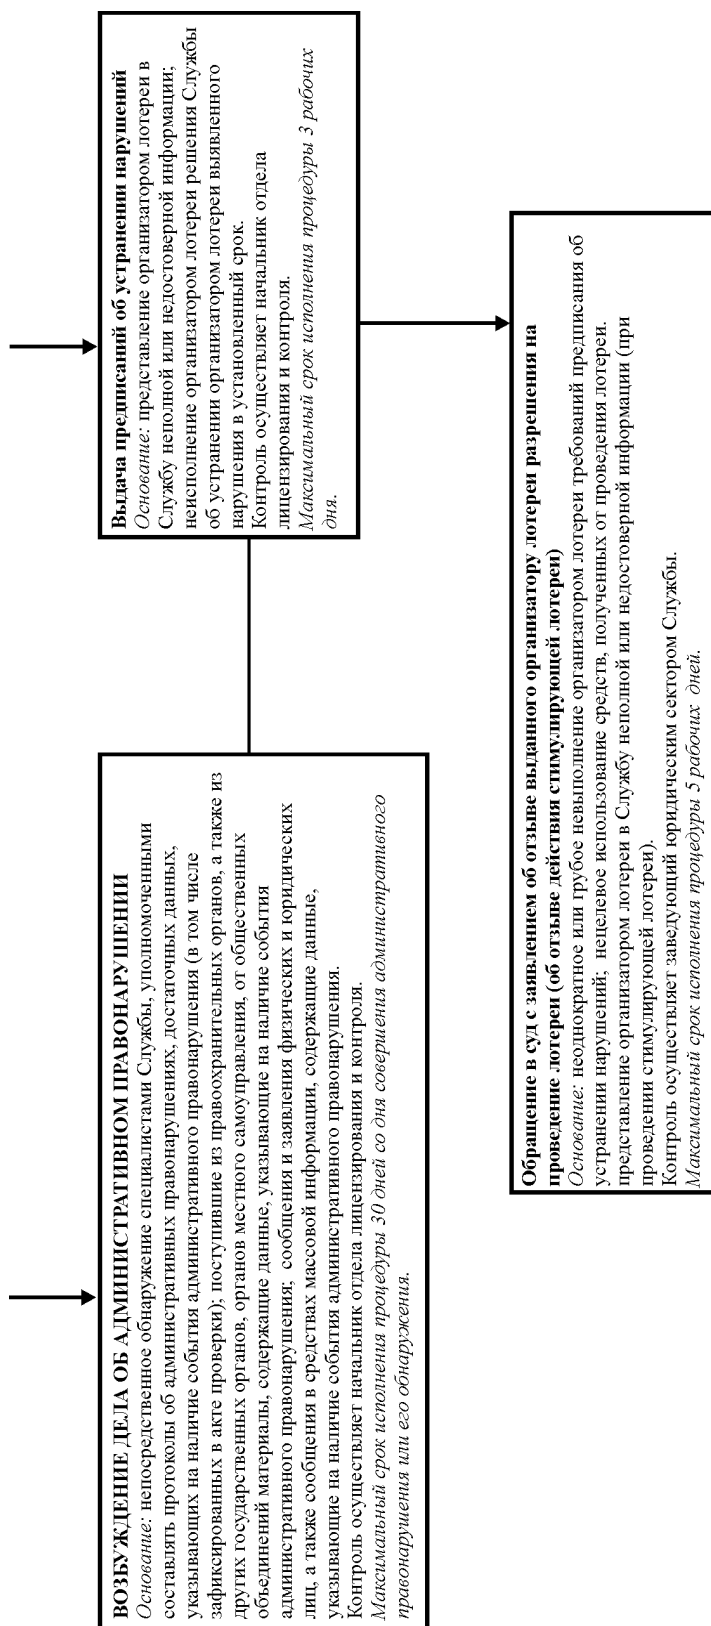 ВОЗБУЖДЕНИЕ ДЕЛА ОБ АДМИНИСТРАТИВНОМ ПРАВОНАРУШЕНИИ
Основание: непосредственное обнаружение специалистами Службы, уполномоченными
составлять протоколы об административных правонарушениях, достаточных данных,
указывающих на наличие события административного правонарушения (в том числе
зафиксированных в акте проверки); поступившие из правоохранительных органов, а также из
других государственных органов, органов местного самоуправления, от общественных
объединений материалы, содержащие данные, указывающие на наличие события
административного правонарушения; сообщения и заявления физических и юридических
лиц, а также сообщения в средствах массовой информации, содержащие данные,
указывающие на наличие события административного правонарушения.
Контроль осуществляет начальник отдела лицензирования и контроля.
Максимальный срок исполнения процедуры 30 дней со дня совершения административного
правонарушения или его обнаружения.
Выдача предписаний об устранении нарушений
Основание: представление организатором лотереи в
Службу неполной или недостоверной информации;
неисполнение организатором лотереи решения Службы
об устранении организатором лотереи выявленного
нарушения в установленный срок.
Контроль осуществляет начальник отдела
лицензирования и контроля.
Максимальный срок исполнения процедуры 3 рабочих
дня.
Обращение в суд с заявлением об отзыве выданного организатору лотереи разрешения на
проведение лотереи (об отзыве действия стимулирующей лотереи)
Основание: неоднократное или грубое невыполнение организатором лотереи требований предписания об
устранении нарушений; нецелевое использование средств, полученных от проведения лотереи.
представление организатором лотереи в Службу неполной или недостоверной информации (при
проведении стимулирующей лотереи).
Контроль осуществляет заведующий юридическим сектором Службы.
Максимальный срок исполнения процедуры 5 рабочих дней.